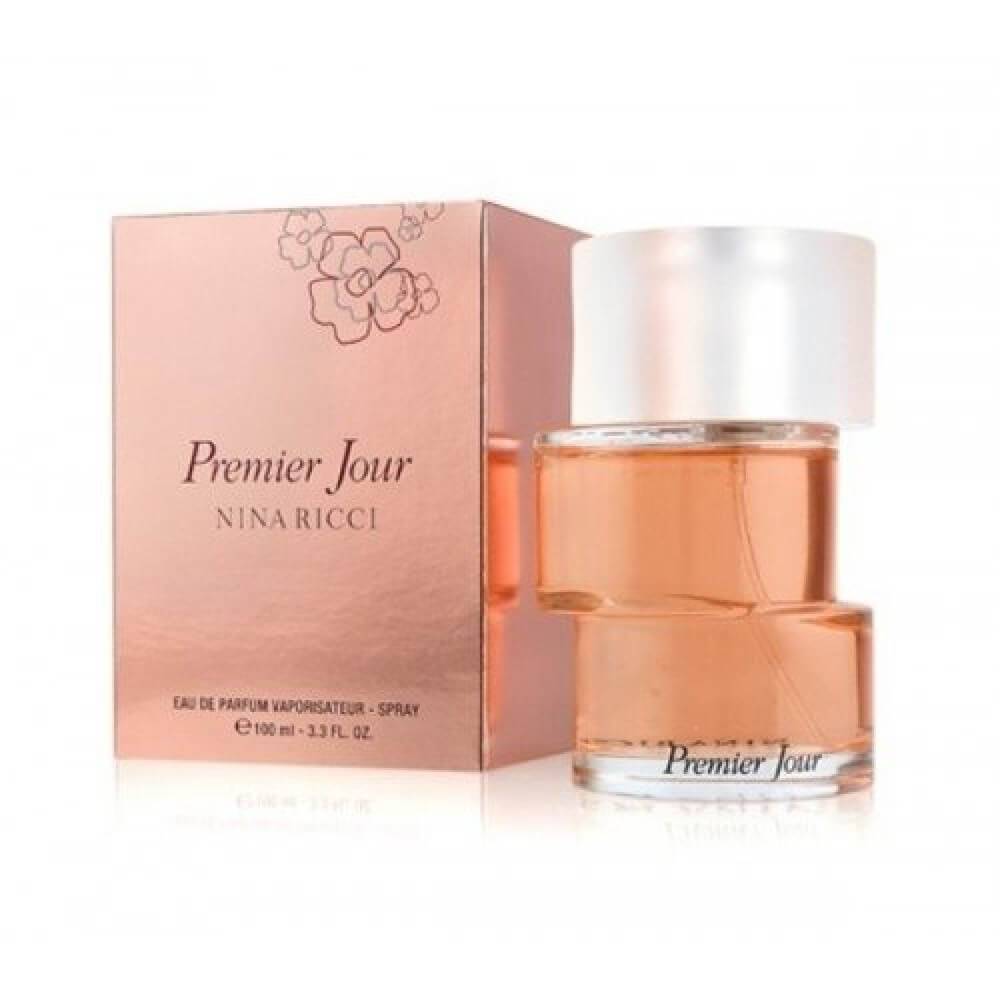 Premier Jour
NINA RICCI
EAU DE PARFUM VAPORISATEUR - SPRAY
℮ 100 ml - 3.3 FL. OZ.
Premier Jour